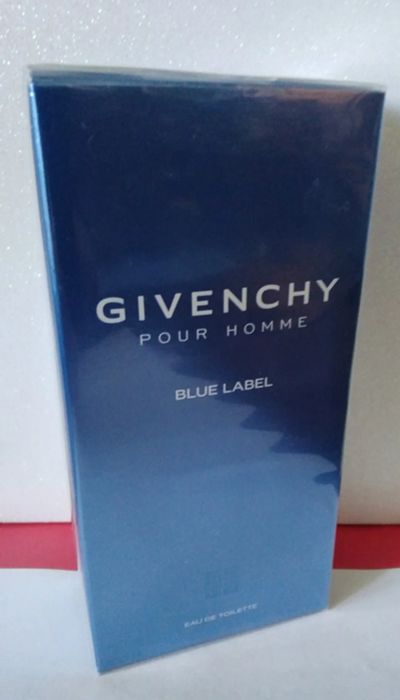 GIVENCHY
POUR HOMME
BLUE LABEL
EAU DE TOILETTE